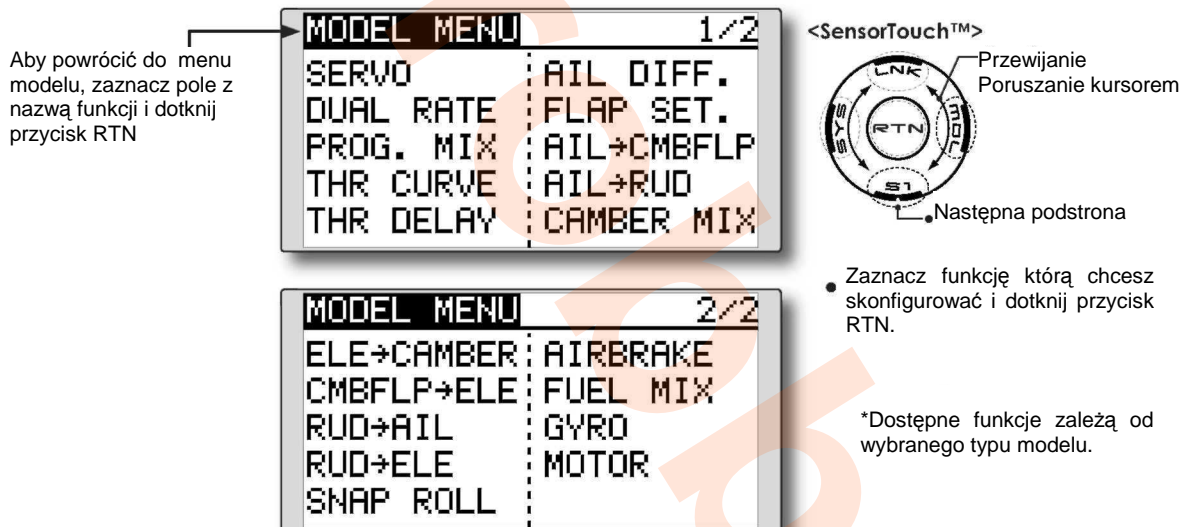 Aby powrócić do menu
modelu, zaznacz pole z
nazwą funkcji i dotknij
przycisk RTN
MODEL MENU 1/2
SERVO AIL DIFF.
DUAL RATE FLAP SET.
PROG. MIX AIL→CMBFLP
THR CURVE AIL→RUD
THR DELAY CAMBER MIX
<SensorTouch™>
Przewijanie
Poruszanie kursorem
LNK
SYS
RTN
MDL
S1
Następna podstrona
• Zaznacz funkcję którą chcesz
skonfigurować i dotknij przycisk
RTN.
MODEL MENU 2/2
ELE→CAMBER AIRBRAKE
CMBFLP→ELE FUEL MIX
RUD→AIL GYRO
RUD→ELE MOTOR
SNAP ROLL
*Dostępne funkcje zależą od
wybranego typu modelu.